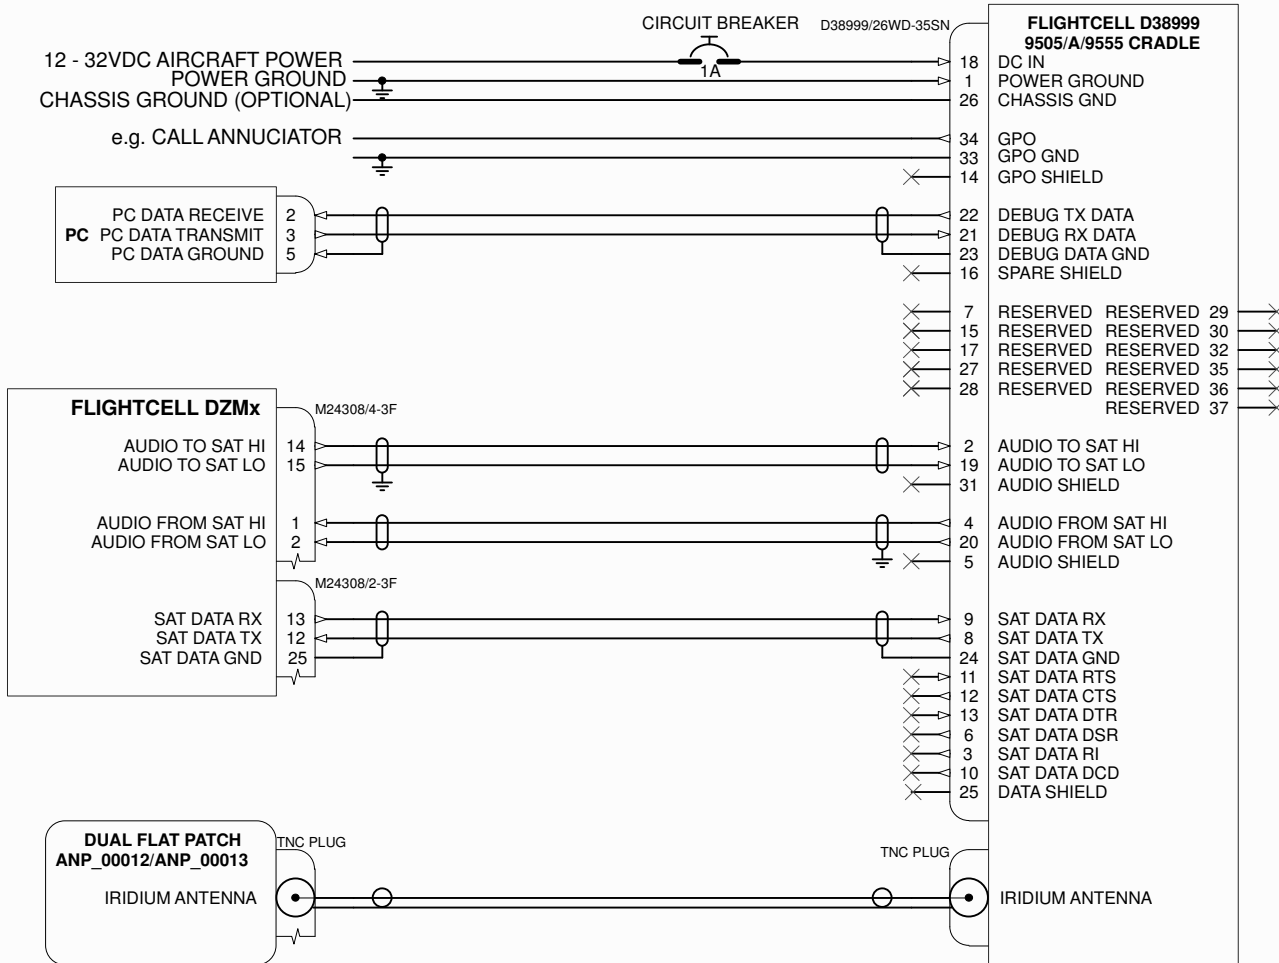 CIRCUIT BREAKER
D38999/26WD-35SN
FLIGHTCELL D38999
9505/A/9555 CRADLE
12 - 32VDC AIRCRAFT POWER
1A
18 DC IN
POWER GROUND
1 POWER GROUND
CHASSIS GROUND (OPTIONAL)
26 CHASSIS GND
e.g. CALL ANNUCIATOR
34 GPO
33 GPO GND
14 GPO SHIELD
PC
PC DATA RECEIVE 2
22 DEBUG TX DATA
PC DATA TRANSMIT 3
21 DEBUG RX DATA
PC DATA GROUND 5
23 DEBUG DATA GND
16 SPARE SHIELD
7 RESERVED RESERVED 29
15 RESERVED RESERVED 30
17 RESERVED RESERVED 32
27 RESERVED RESERVED 35
28 RESERVED RESERVED 36
RESERVED 37
FLIGHTCELL DZMx
M24308/4-3F
AUDIO TO SAT HI 14
2 AUDIO TO SAT HI
AUDIO TO SAT LO 15
19 AUDIO TO SAT LO
31 AUDIO SHIELD
AUDIO FROM SAT HI 1
4 AUDIO FROM SAT HI
AUDIO FROM SAT LO 2
20 AUDIO FROM SAT LO
5 AUDIO SHIELD
M24308/2-3F
SAT DATA RX 13
9 SAT DATA RX
SAT DATA TX 12
8 SAT DATA TX
SAT DATA GND 25
24 SAT DATA GND
11 SAT DATA RTS
12 SAT DATA CTS
13 SAT DATA DTR
6 SAT DATA DSR
3 SAT DATA RI
10 SAT DATA DCD
25 DATA SHIELD
DUAL FLAT PATCH
ANP_00012/ANP_00013
TNC PLUG
TNC PLUG
IRIDIUM ANTENNA
IRIDIUM ANTENNA